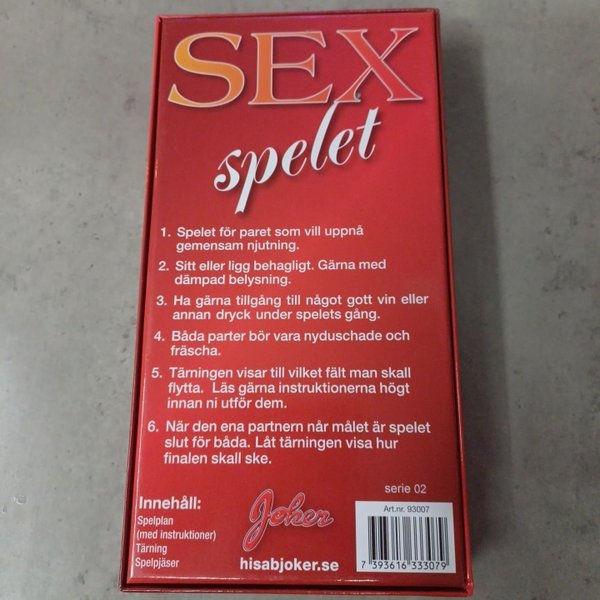 SEX
spelet
1. Spelet för paret som vill uppnå
gemensam njutning.
2. Sitt eller ligg behagligt. Gärna med
dämpad belysning.
3. Ha gärna tillgång till något gott vin eller
annan dryck under spelets gång.
4. Båda parter bör vara nyduschade och
fräscha.
5. Tärningen visar till vilket fält man skall
flytta. Läs gärna instruktionerna högt
innan ni utför dem.
6. När den ena partnern når målet är spelet
slut för båda. Låt tärningen visa hur
finalen skall ske.
Innehåll:
Spelplan
(med instruktioner)
Tärning
Spelpjäser
Joker
hisabjoker.se
serie 02
Art.nr. 93007
7 393616 333079